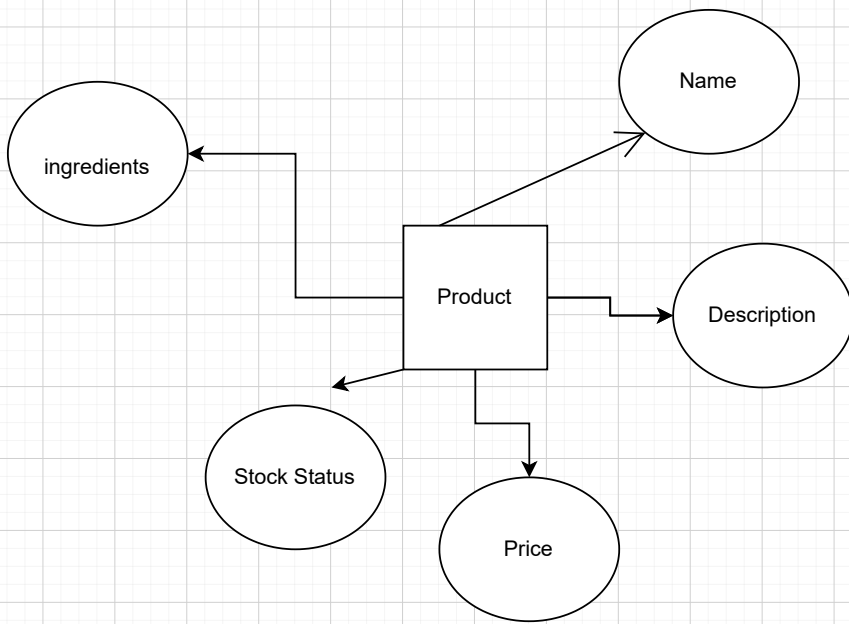 Name
ingredients
Product
Description
Stock Status
Price